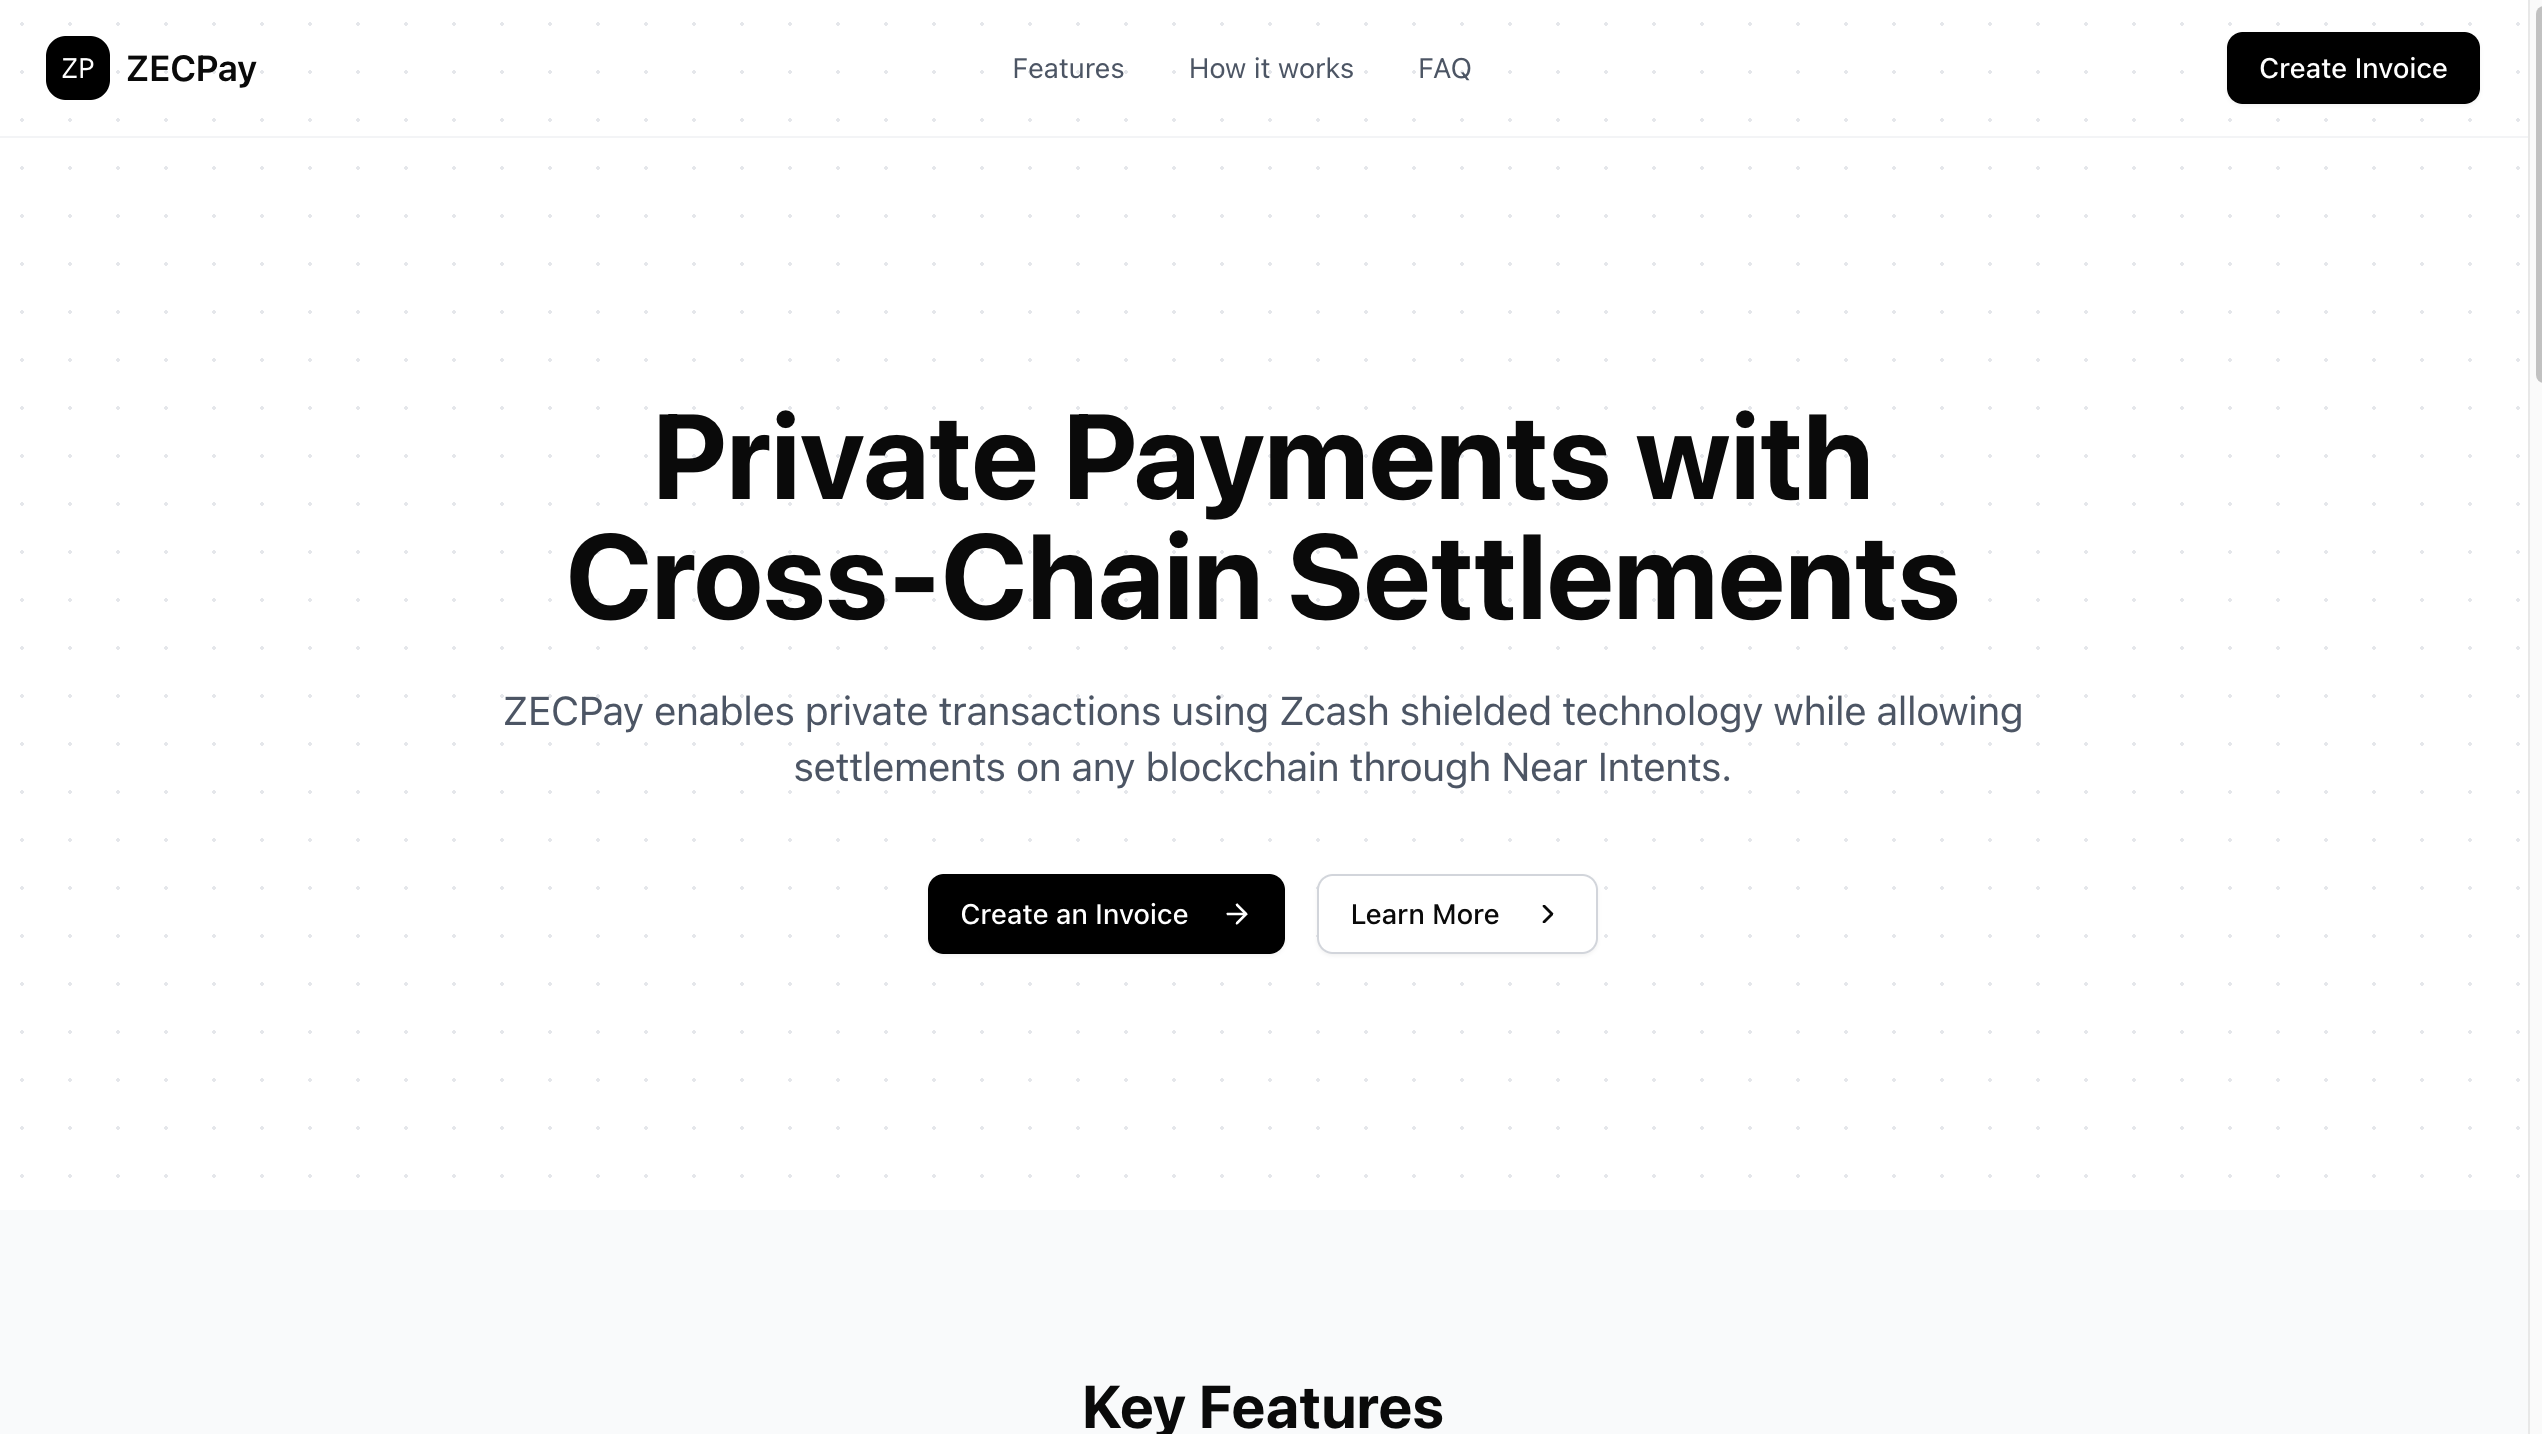 ZP ZECPay
Features How it works FAQ
Create Invoice
Private Payments with
Cross-Chain Settlements
ZECPay enables private transactions using Zcash shielded technology while allowing
settlements on any blockchain through Near Intents.
Create an Invoice
Learn More
Key Features